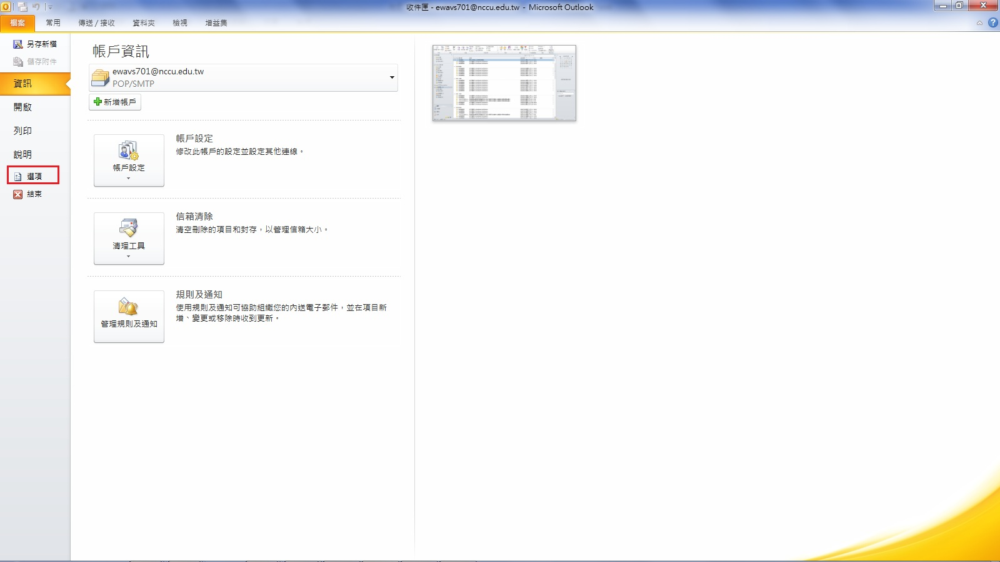 收件匣 - ewavs701@nccu.edu.tw - Microsoft Outlook
檔案 常用 傳送 / 接收 資料夾 檢視 增益集
另存新檔
儲存附件
資訊
開啟
列印
說明
選項
結束
帳戶資訊
ewavs701@nccu.edu.tw
POP/SMTP
新增帳戶
帳戶設定
帳戶設定
修改此帳戶的設定並設定其他連線。
清理工具
信箱清除
清空刪除的項目和封存，以管理信箱大小。
管理規則及通知
規則及通知
使用規則及通知可協助組織您的內送電子郵件，並在項目新
增、變更或移除時收到更新。